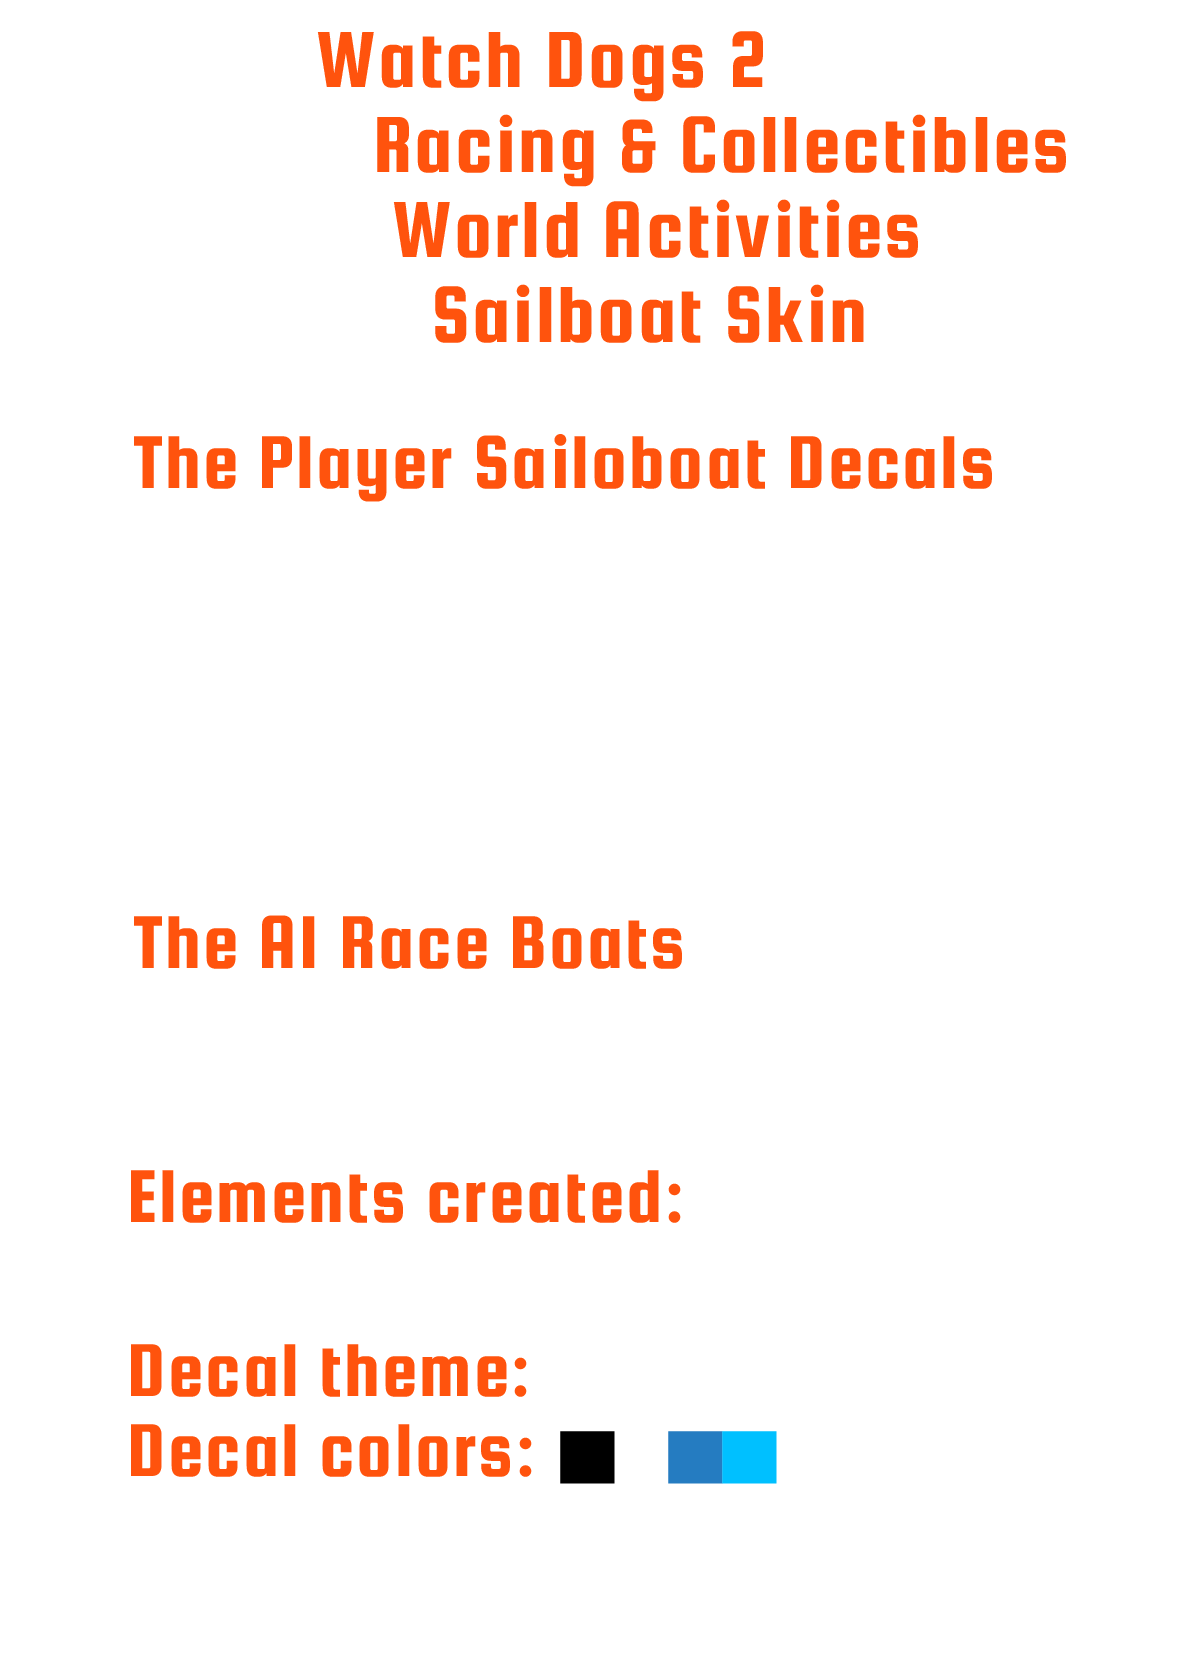 Watch Dogs 2
Racing & Collectibles
World Activities
Sailboat Skin
The Player Sailoboat Decals
The AI Race Boats
Elements created:
Decal theme:
Decal colors: